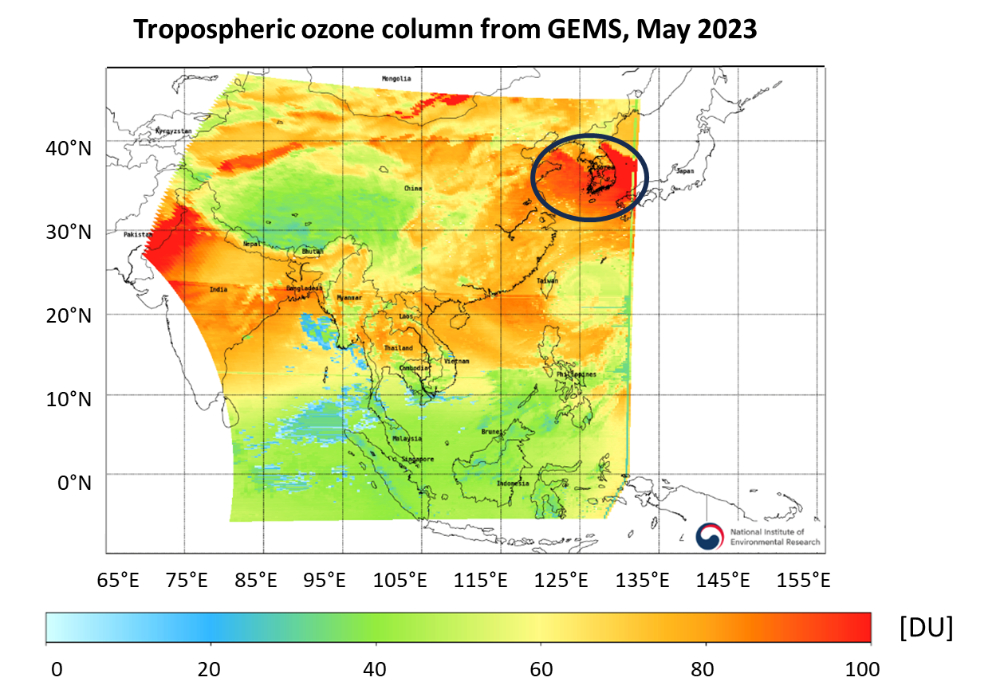 Tropospheric ozone column from GEMS, May 2023
Mongolia
Kyrgyzstan
40°N
Korea
Japan
China
30°N
Pakistan
Nepal
Bhutan
Taiwan
India
Bangladesh
Myanmar
20°N
Laos
Thailand
Vietnam
Cambodia
Philippines
10°N
Brunei
Malaysia
Singapore
0°N
Indonesia
National Institute of
Environmental Research
65°E 75°E 85°E 95°E 105°E 115°E 125°E 135°E 145°E 155°E
[DU]
0 20 40 60 80 100